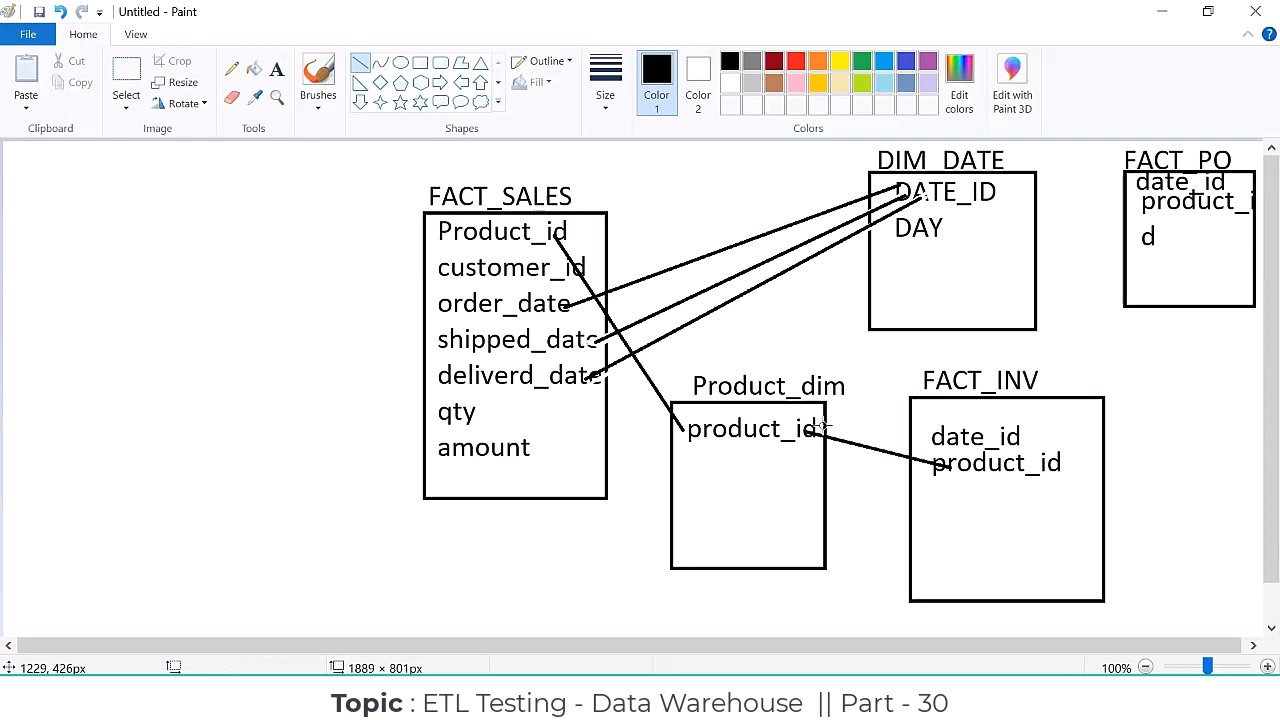 Untitled - Paint
File
Home
View
Paste
Cut
Copy
Clipboard
Select
Crop
Resize
Rotate
Image
A
Tools
Brushes
Outline
Fill
Shapes
Size
Color
1
Color
2
Edit
colors
Edit with
Paint 3D
Colors
FACT_SALES
Product_id
customer_id
order_date
shipped_date
deliverd_date
qty
amount
DIM_DATE
DATE_ID
DAY
FACT_PO
date_id
product_i
d
Product_dim
product_id
FACT_INV
date_id
product_id
1229, 426px
1889 × 801px
100%
Topic : ETL Testing - Data Warehouse || Part - 30